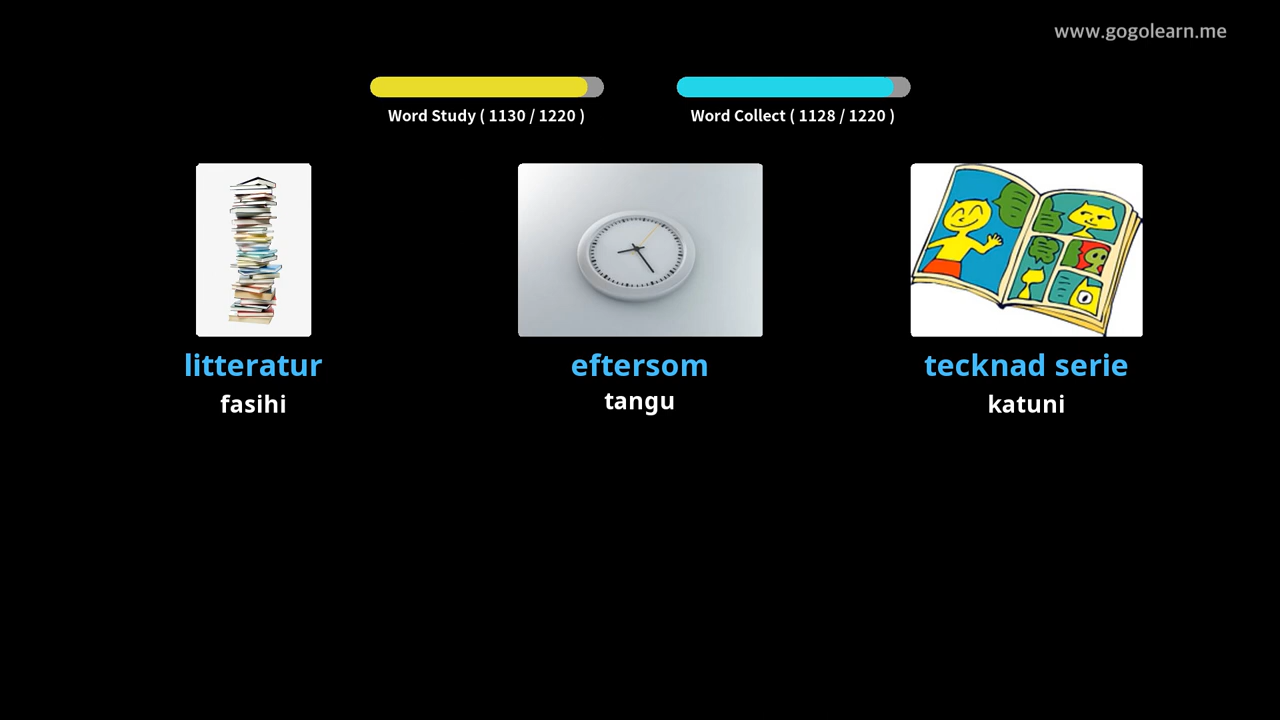 www.gogolearn.me
Word Study ( 1130 / 1220 )
Word Collect ( 1128 / 1220 )
litteratur
fasihi
eftersom
tangu
tecknad serie
katuni